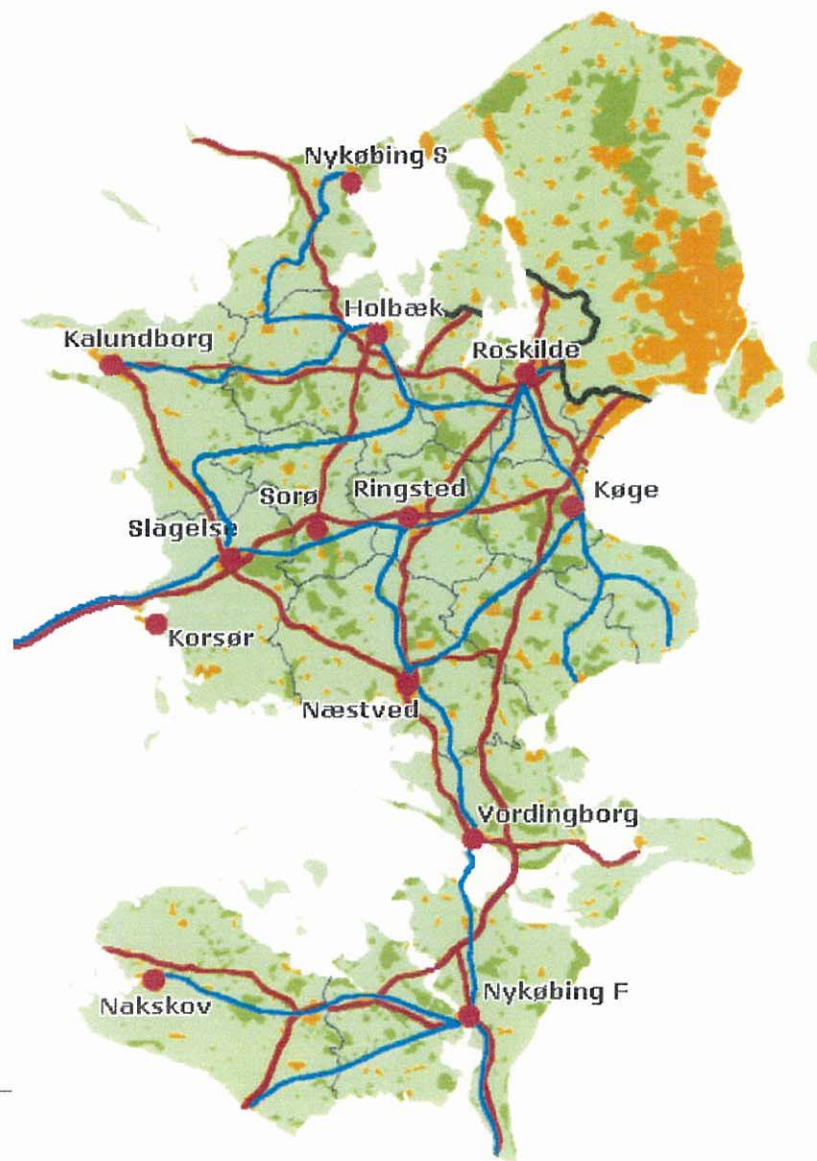 Nykøbing S
Holbæk
Kalundborg
Roskilde
Sorø
Ringsted
Køge
Slagelse
Korsør
Næstved
Vordingborg
Nakskov
Nykøbing F